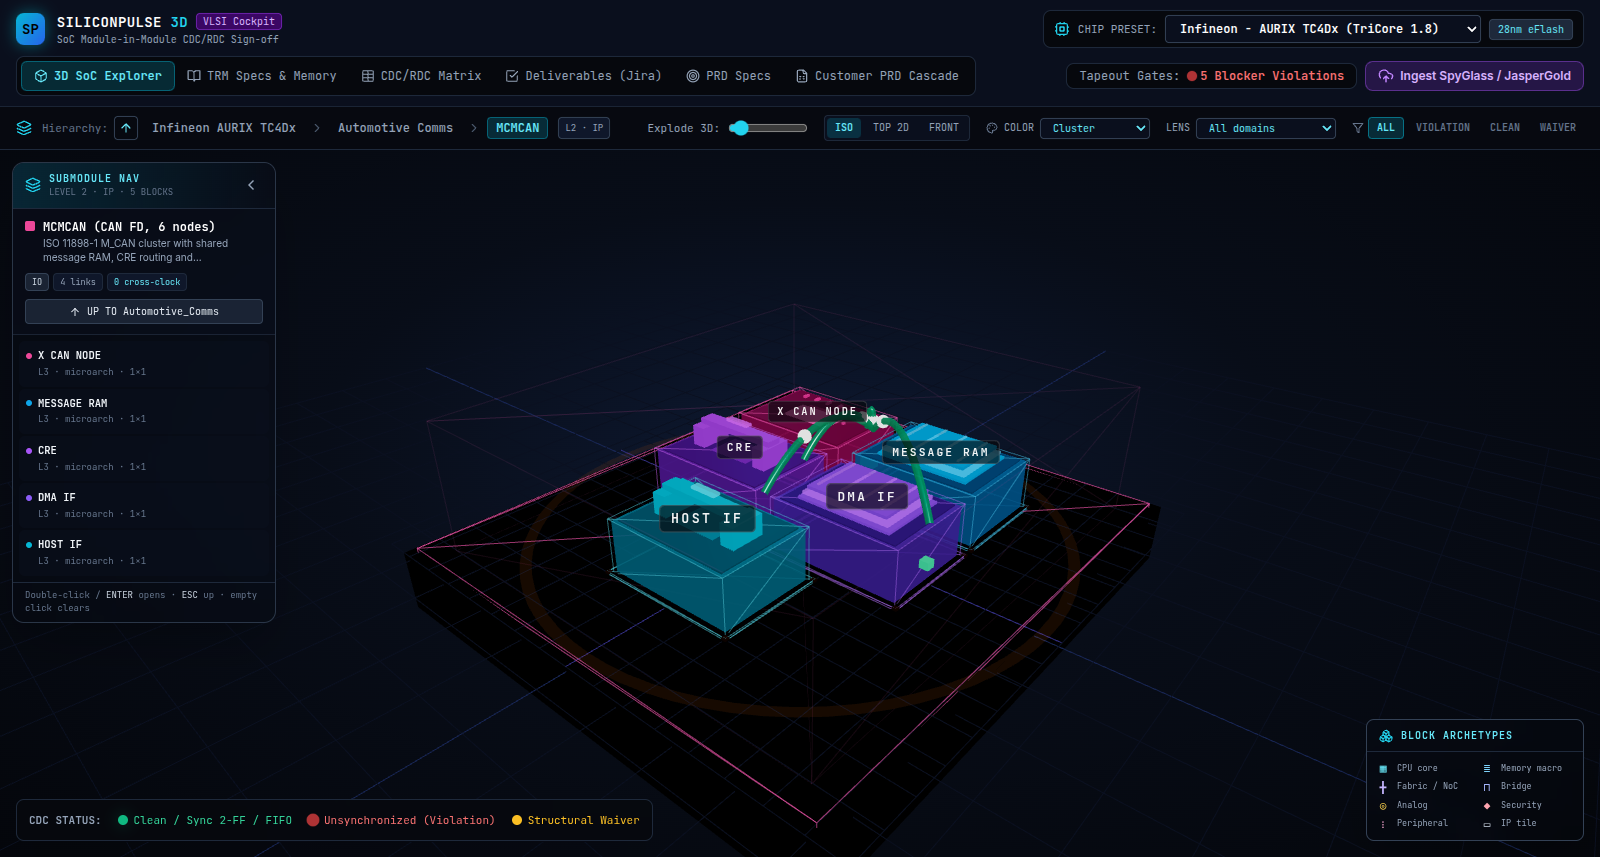 SP
SILICONPULSE 3D
VLSI Cockpit
SoC Module-in-Module CDC/RDC Sign-off
CHIP PRESET:
Infineon - AURIX TC4Dx (TriCore 1.8)
28nm eFlash
3D SoC Explorer
TRM Specs & Memory
CDC/RDC Matrix
Deliverables (Jira)
PRD Specs
Customer PRD Cascade
Tapeout Gates: 5 Blocker Violations
Ingest SpyGlass / JasperGold
Hierarchy:
Infineon AURIX TC4Dx
Automotive Comms
MCMCAN
L2 · IP
Explode 3D:
ISO
TOP 2D
FRONT
COLOR
Cluster
LENS
All domains
ALL
VIOLATION
CLEAN
WAIVER
SUBMODULE NAV
LEVEL 2 · IP · 5 BLOCKS
MCMCAN (CAN FD, 6 nodes)
ISO 11898-1 M_CAN cluster with shared
message RAM, CRE routing and...
IO
4 links
0 cross-clock
UP TO Automotive_Comms
X CAN NODE
L3 · microarch · 1×1
MESSAGE RAM
L3 · microarch · 1×1
CRE
L3 · microarch · 1×1
DMA IF
L3 · microarch · 1×1
HOST IF
L3 · microarch · 1×1
Double-click / ENTER opens · ESC up · empty
click clears
X CAN NODE
CRE
MESSAGE RAM
DMA IF
HOST IF
BLOCK ARCHETYPES
CPU core
Memory macro
Fabric / NoC
Bridge
Analog
Security
Peripheral
IP tile
CDC STATUS:
Clean / Sync 2-FF / FIFO
Unsynchronized (Violation)
Structural Waiver